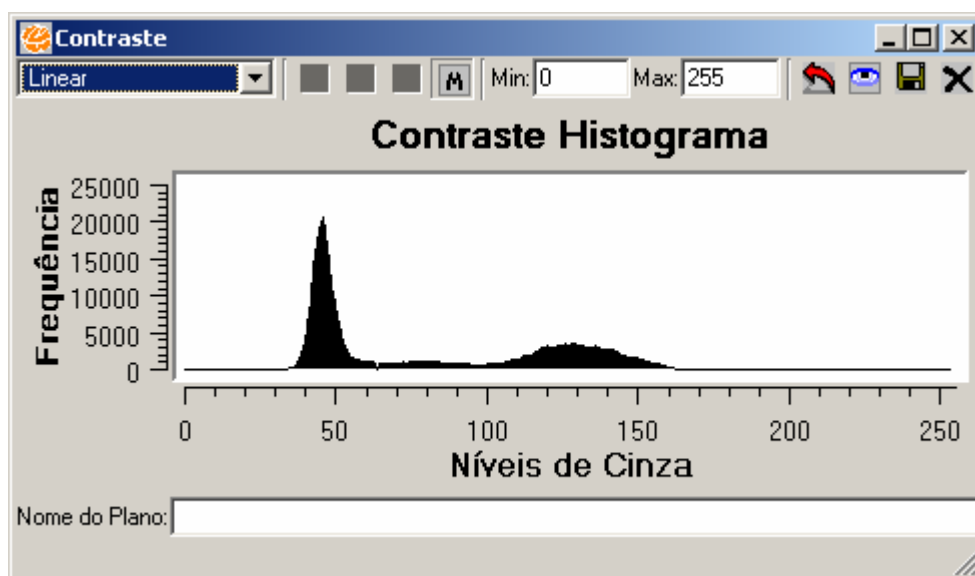 Contraste
Linear Min: 0 Max: 255
Contraste Histograma
Frequência
25000
20000
15000
10000
5000
0
0 50 100 150 200 250
Níveis de Cinza
Nome do Plano: